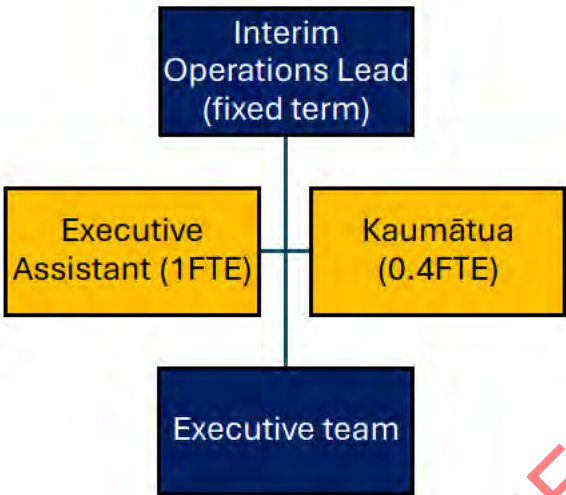 Interim
Operations Lead
(fixed term)
Executive
Assistant (1FTE)
Kaumātua
(0.4FTE)
Executive team